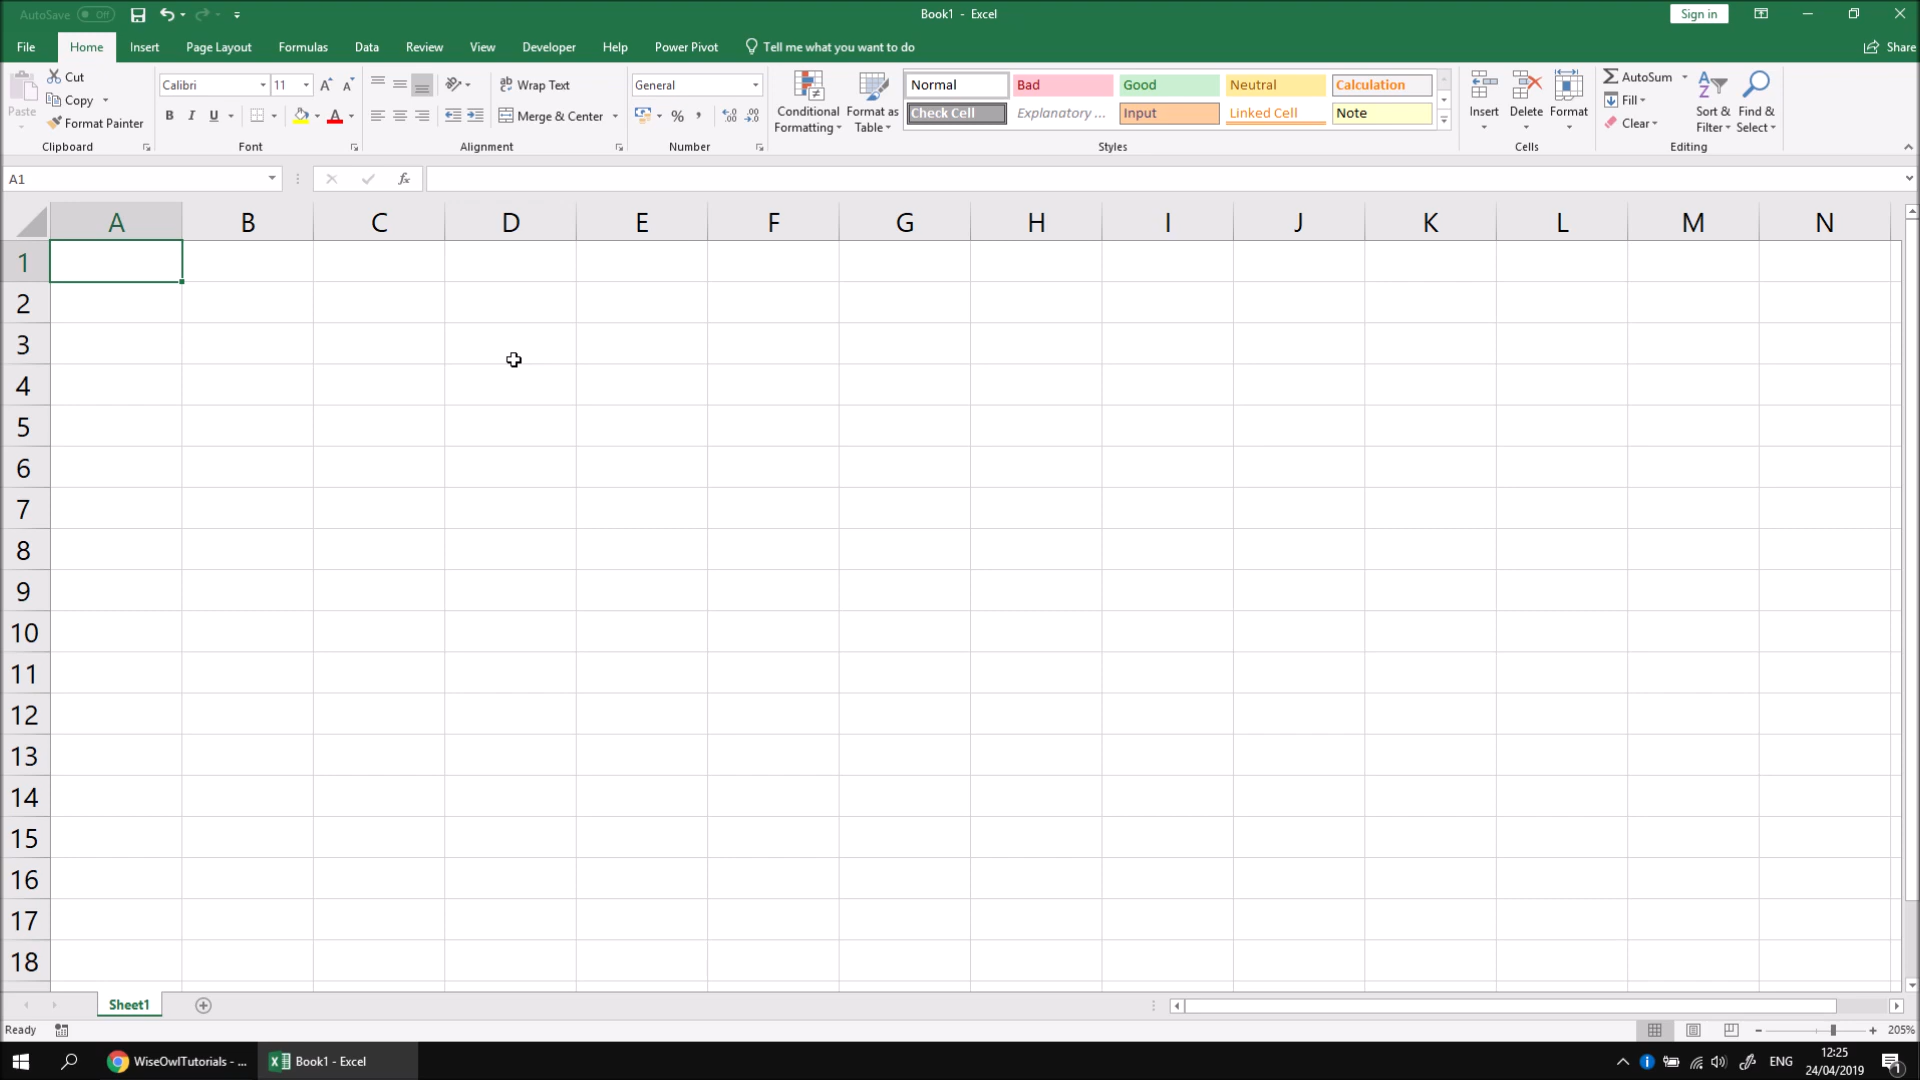 AutoSave Off
Book1 - Excel
Sign in
File Home Insert Page Layout Formulas Data Review View Developer Help Power Pivot Tell me what you want to do Share
Paste
Cut
Copy
Format Painter
Clipboard
Calibri 11
B I U
Font
Wrap Text
Merge & Center
Alignment
General
%
Number
Conditional Formatting
Format as Table
Normal Bad Good Neutral Calculation
Check Cell Explanatory ... Input Linked Cell Note
Styles
Insert Delete Format
Cells
AutoSum
Fill
Clear
Sort & Filter
Find & Select
Editing
A1
fx
A B C D E F G H I J K L M N
1
2
3
4
5
6
7
8
9
10
11
12
13
14
15
16
17
18
Sheet1
Ready
205%
WiseOwlTutorials - ...
Book1 - Excel
ENG
12:25
24/04/2019
1